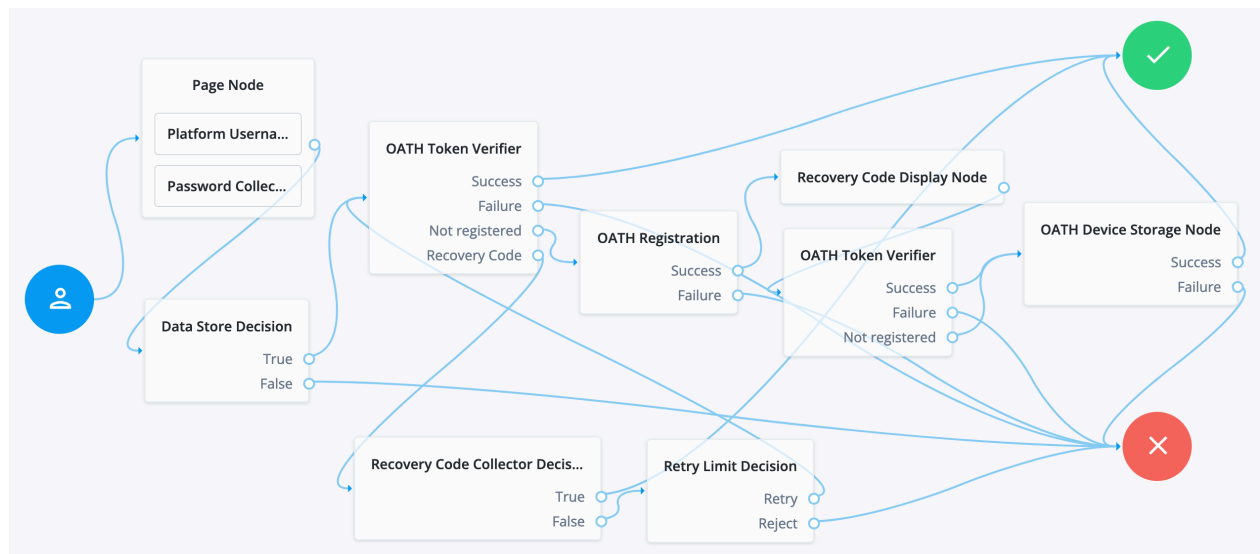 Page Node
Platform Userna...
Password Collec...
Data Store Decision
True
False
OATH Token Verifier
Success
Failure
Not registered
Recovery Code
OATH Registration
Success
Failure
Recovery Code Display Node
OATH Token Verifier
Success
Failure
Not registered
OATH Device Storage Node
Success
Failure
Recovery Code Collector Decis...
True
False
Retry Limit Decision
Retry
Reject